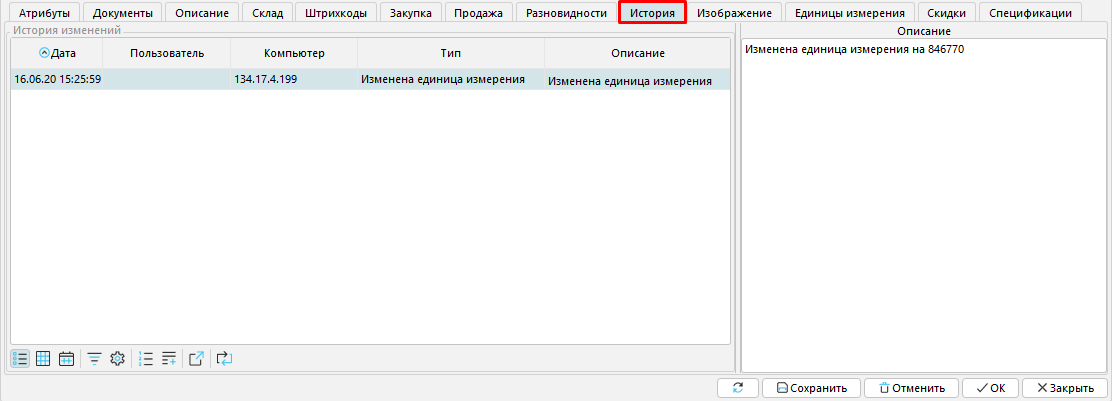 Атрибуты Документы Описание Склад Штрихкоды Закупка Продажа Разновидности История Изображение Единицы измерения Скидки Спецификации
История изменений
Дата Пользователь Компьютер Тип Описание
16.06.20 15:25:59 134.17.4.199 Изменена единица измерения Изменена единица измерения
Описание
Изменена единица измерения на 846770
Сохранить Отменить ОК Закрыть